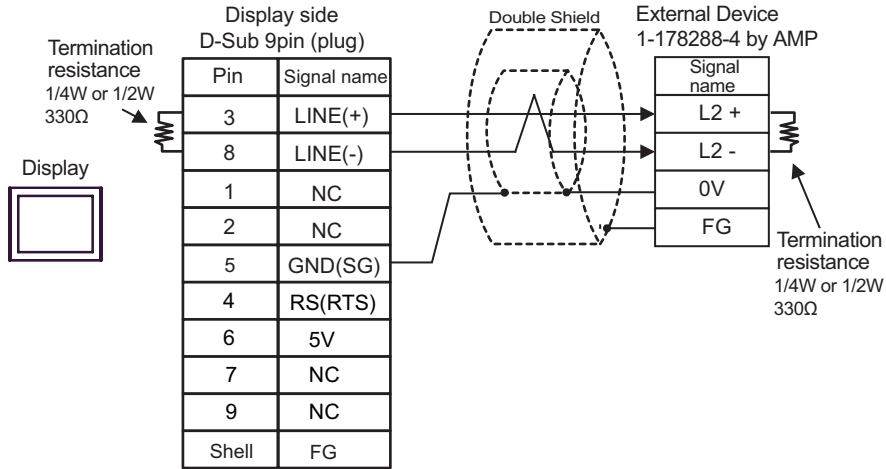 Display side
D-Sub 9pin (plug)
Double Shield
External Device
1-178288-4 by AMP
Termination
resistance
1/4W or 1/2W
330Ω
Display
Pin Signal name
3 LINE(+)
8 LINE(-)
1 NC
2 NC
5 GND(SG)
4 RS(RTS)
6 5V
7 NC
9 NC
Shell FG
Signal
name
L2 +
L2 -
0V
FG
Termination
resistance
1/4W or 1/2W
330Ω